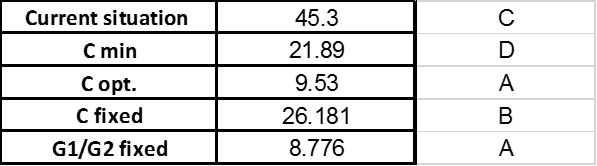 Current situation 45.3 C
C min 21.89 D
C opt. 9.53 A
C fixed 26.181 B
G1/G2 fixed 8.776 A